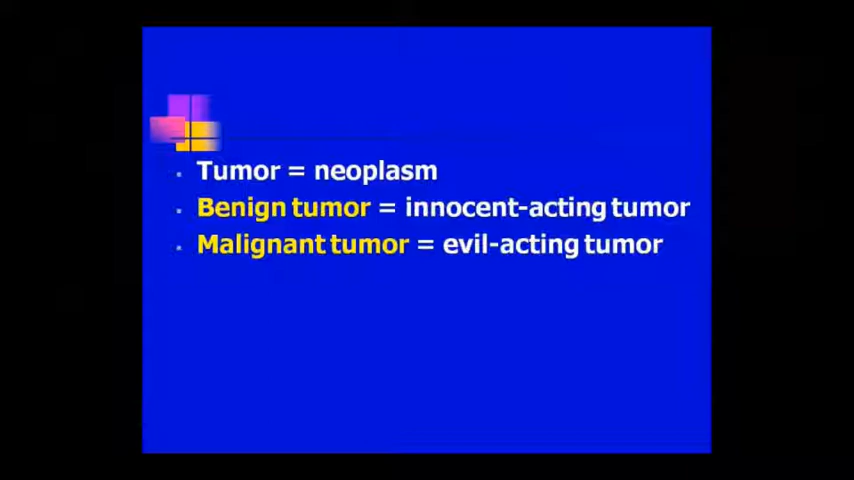 Tumor = neoplasm
Benign tumor = innocent-acting tumor
Malignant tumor = evil-acting tumor